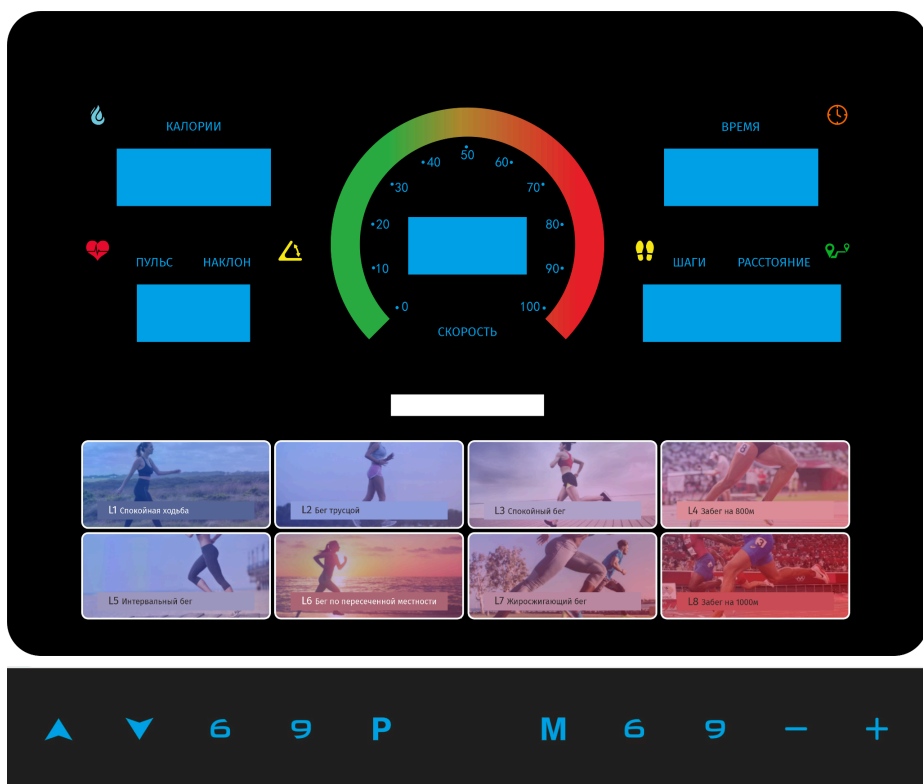 КАЛОРИИ
ВРЕМЯ
ПУЛЬС НАКЛОН
ШАГИ РАССТОЯНИЕ
0
10
20
30
40
50
60
70
80
90
100
СКОРОСТЬ
L1 Спокойная ходьба
L2 Бег трусцой
L3 Спокойный бег
L4 Забег на 800м
L5 Интервальный бег
L6 Бег по пересеченной местности
L7 Жиросжигающий бег
L8 Забег на 1000м
6 9 P M 6 9 − +